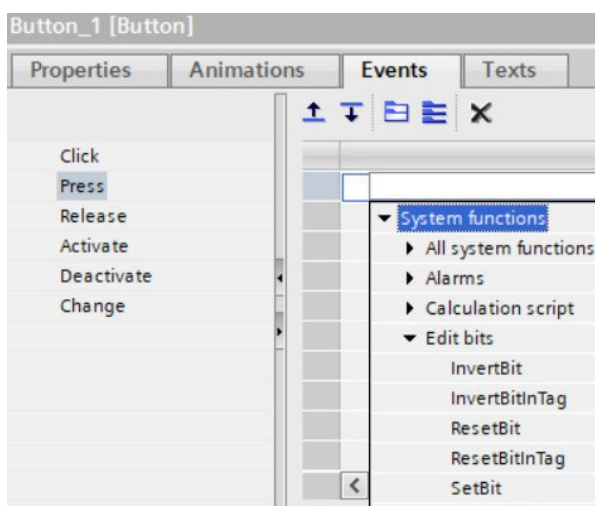 Button_1 [Button]
Properties Animations Events Texts
Click
Press
Release
Activate
Deactivate
Change
System functions
All system functions
Alarms
Calculation script
Edit bits
InvertBit
InvertBitInTag
ResetBit
ResetBitInTag
SetBit